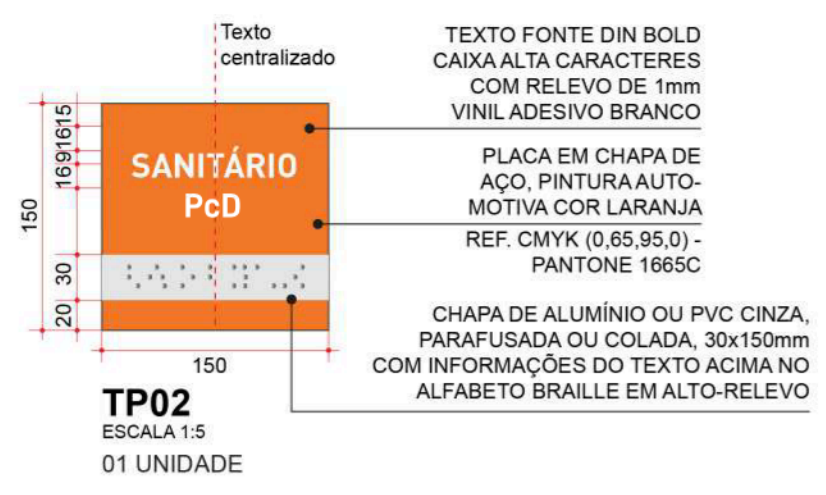 Texto
centralizado
TEXTO FONTE DIN BOLD
CAIXA ALTA CARACTERES
COM RELEVO DE 1mm
VINIL ADESIVO BRANCO
PLACA EM CHAPA DE
AÇO, PINTURA AUTO-
MOTIVA COR LARANJA
REF. CMYK (0,65,95,0) -
PANTONE 1665C
CHAPA DE ALUMÍNIO OU PVC CINZA,
PARAFUSADA OU COLADA, 30x150mm
COM INFORMAÇÕES DO TEXTO ACIMA NO
ALFABETO BRAILLE EM ALTO-RELEVO
150
15
16
9
16
30
20
SANITÁRIO
PcD
150
TP02
ESCALA 1:5
01 UNIDADE